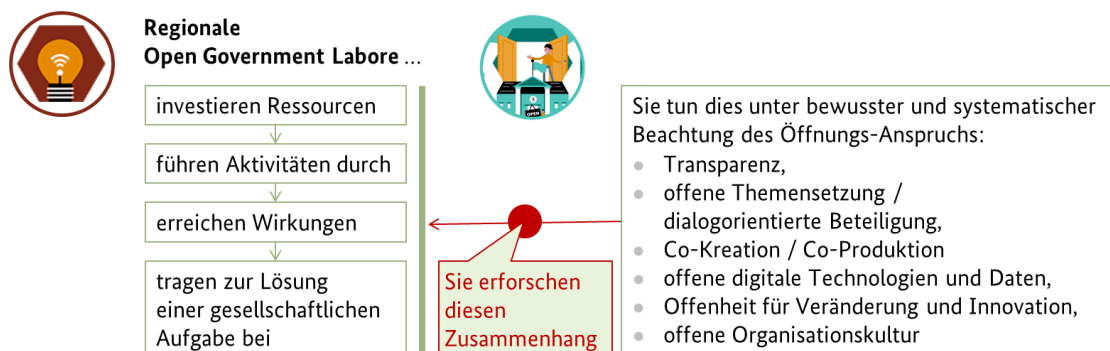 Regionale
Open Government Labore ...
investieren Ressourcen
führen Aktivitäten durch
erreichen Wirkungen
tragen zur Lösung
einer gesellschaftlichen
Aufgabe bei
OPEN
Sie erforschen
diesen
Zusammenhang
Sie tun dies unter bewusster und systematischer
Beachtung des Öffnungs-Anspruchs:
● Transparenz,
● offene Themensetzung /
dialogorientierte Beteiligung,
● Co-Kreation / Co-Produktion
● offene digitale Technologien und Daten,
● Offenheit für Veränderung und Innovation,
● offene Organisationskultur